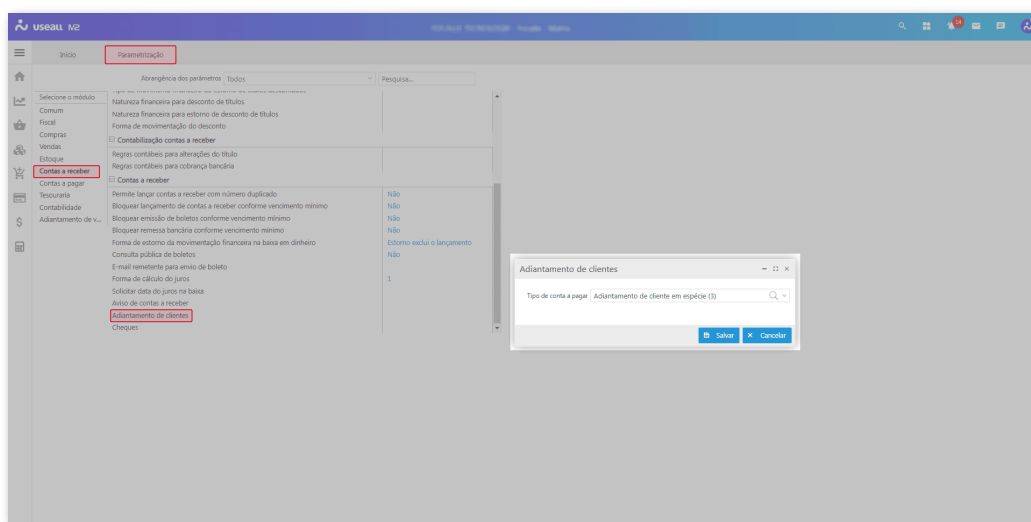 useall M2
54
Início
Parametrização
Abrangência dos parâmetros Todos
Pesquisa...
Selecione o módulo
Comum
Fiscal
Compras
Vendas
Estoque
Contas a receber
Contas a pagar
Tesouraria
Contabilidade
Adiantamento de v...
Natureza financeira para desconto de títulos
Natureza financeira para estorno de desconto de títulos
Forma de movimentação do desconto
Contabilização contas a receber
Regras contábeis para alterações do título
Regras contábeis para cobrança bancária
Contas a receber
Permite lançar contas a receber com número duplicado Não
Bloquear lançamento de contas a receber conforme vencimento mínimo Não
Bloquear emissão de boletos conforme vencimento mínimo Não
Bloquear remessa bancária conforme vencimento mínimo Não
Forma de estorno da movimentação financeira na baixa em dinheiro Estorno exclui o lançamento
Consulta pública de boletos Não
E-mail remetente para envio de boleto
Forma de cálculo do juros 1
Solicitar data do juros na baixa
Aviso de contas a receber
Adiantamento de clientes
Cheques
Adiantamento de clientes
Tipo de conta a pagar Adiantamento de cliente em espécie (3)
Salvar
Cancelar